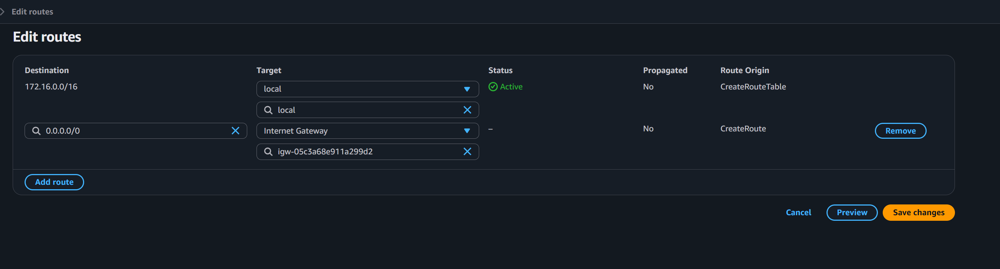 Edit routes
Edit routes
Destination Target Status Propagated Route Origin
172.16.0.0/16 local Active No CreateRouteTable
local
0.0.0.0/0 Internet Gateway – No CreateRoute Remove
igw-05c3a68e911a299d2
Add route
Cancel Preview Save changes